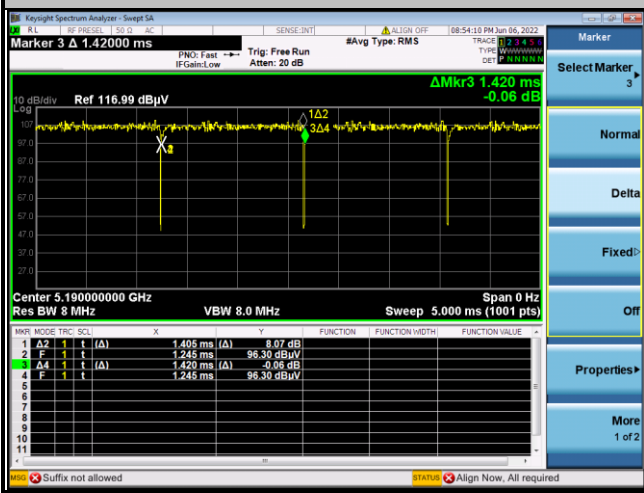 Keysight Spectrum Analyzer - Swept SA
RL RF PRESEL 50 Ω AC SENSE:INT ALIGN OFF 08:54:10 PM Jun 06, 2022
Marker 3 Δ 1.42000 ms
#Avg Type: RMS
TRACE 1 2 3 4 5 6
TYPE WWWWWW
DET P N N N N N
PNO: Fast
IFGain:Low
Trig: Free Run
Atten: 20 dB
ΔMkr3 1.420 ms
-0.06 dB
10 dB/div Ref 116.99 dBµV
Log
107
97.0
87.0
77.0
67.0
57.0
47.0
37.0
27.0
1Δ2
3Δ4
Center 5.190000000 GHz Span 0 Hz
Res BW 8 MHz VBW 8.0 MHz Sweep 5.000 ms (1001 pts)
MKR MODE TRC SCL X Y FUNCTION FUNCTION WIDTH FUNCTION VALUE
1 Δ2 1 t (Δ) 1.405 ms (Δ) 8.07 dB
2 F 1 t 1.245 ms 96.30 dBµV
3 Δ4 1 t (Δ) 1.420 ms (Δ) -0.06 dB
4 F 1 t 1.245 ms 96.30 dBµV
5
6
7
8
9
10
11
MSG Suffix not allowed STATUS Align Now, All required
Marker
Select Marker
3
Normal
Delta
Fixed
Off
Properties
More
1 of 2